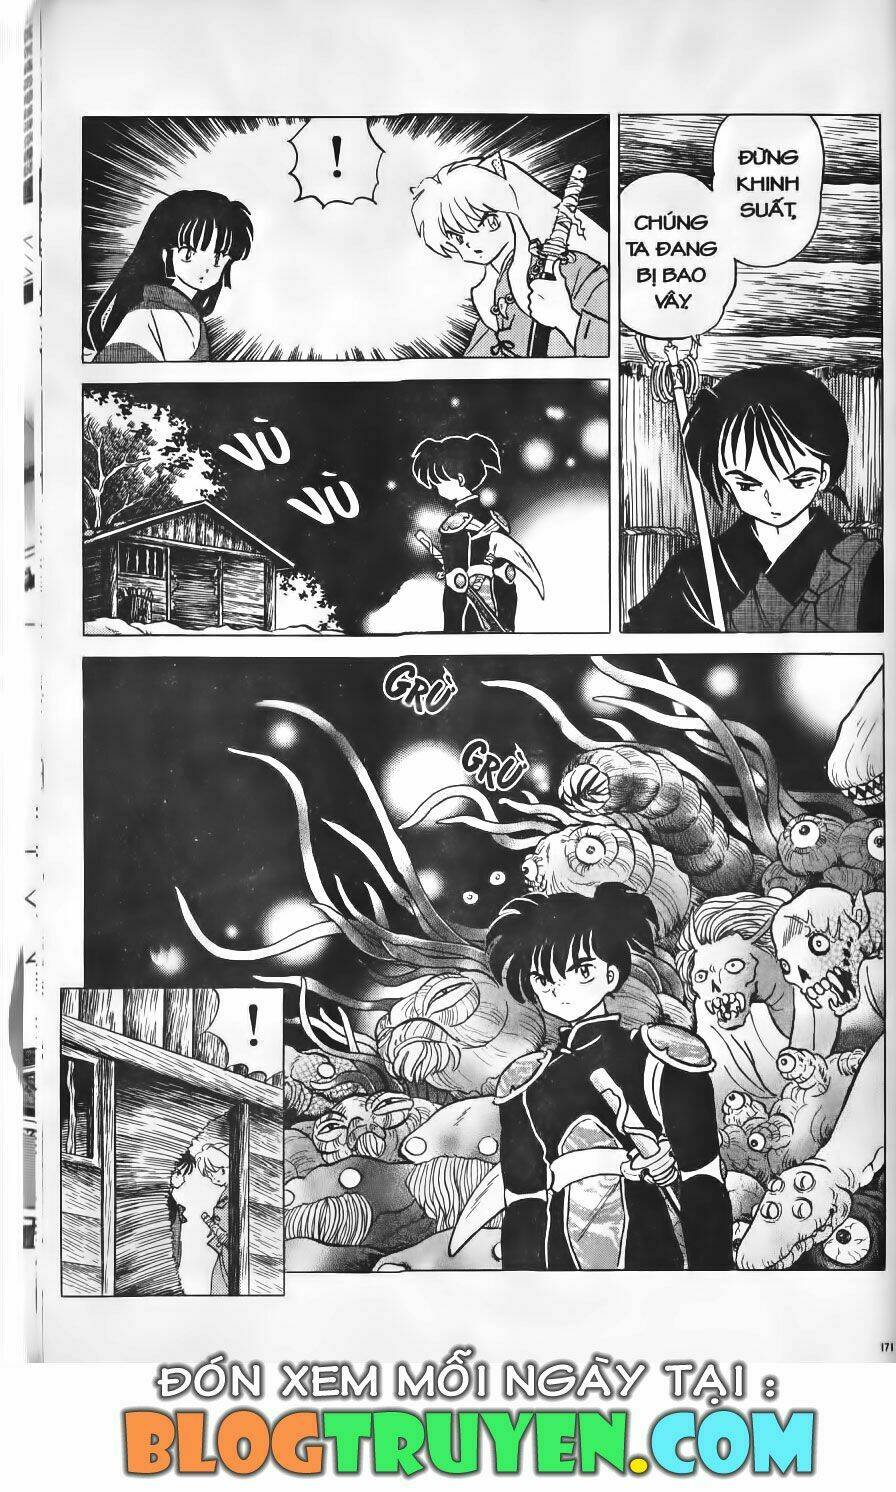 ĐỪNG
KHINH
SUẤT,
CHÚNG
TA ĐANG
BỊ BAO
VÂY.
!
VÙ
VÙ
GRỪ
GRỪ
!
171
ĐÓN XEM MỖI NGÀY TẠI :
BLOGTRUYEN.COM